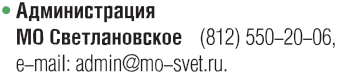 • Администрация
МО Светлановское (812) 550–20–06,
e–mail: admin@mo–svet.ru.